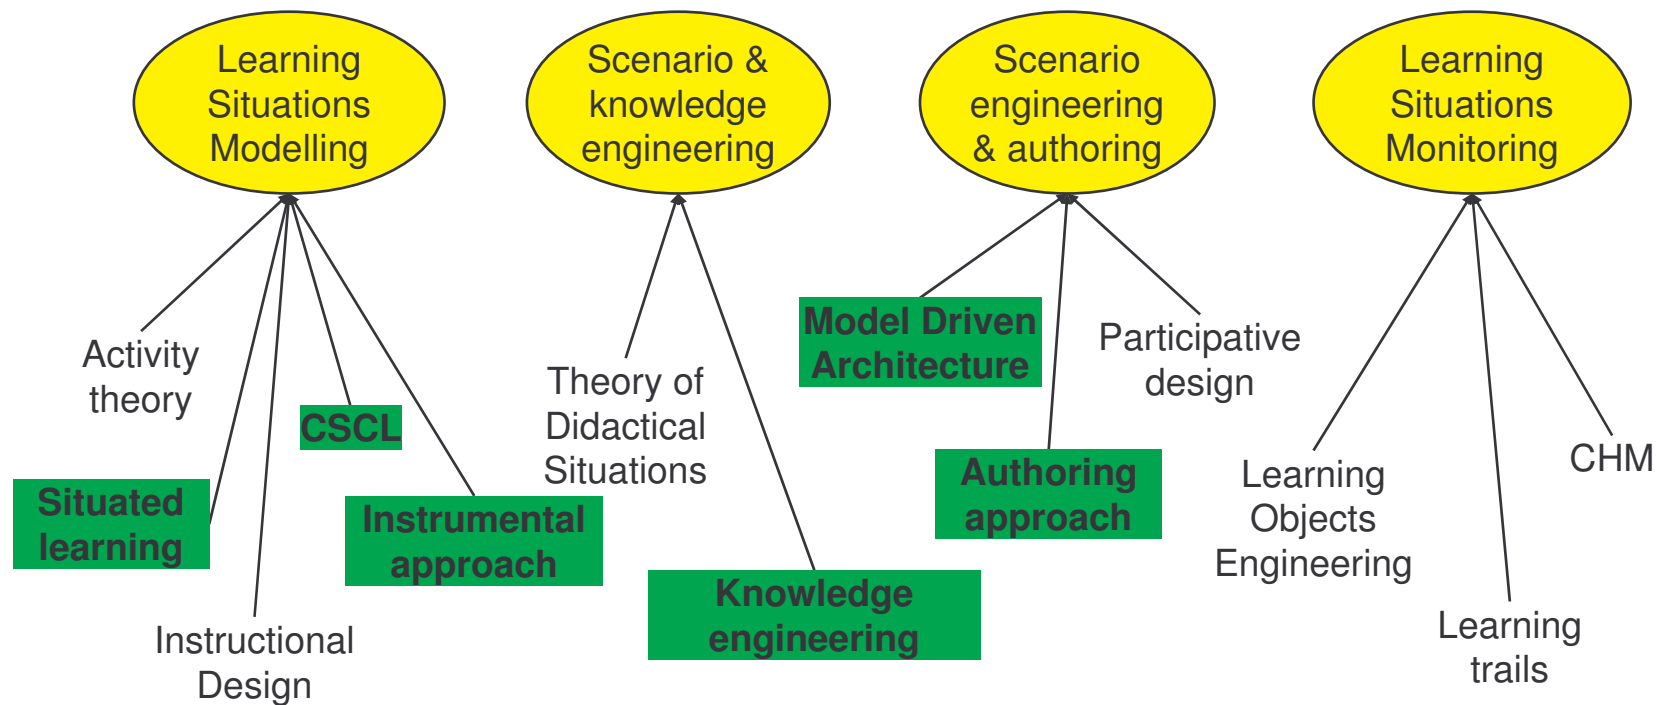 Learning
Situations
Modelling
Scenario &
knowledge
engineering
Scenario
engineering
& authoring
Learning
Situations
Monitoring
Activity
theory
Situated
learning
Instructional
Design
CSCL
Instrumental
approach
Theory of
Didactical
Situations
Knowledge
engineering
Model Driven
Architecture
Authoring
approach
Participative
design
Learning
Objects
Engineering
Learning
trails
CHM